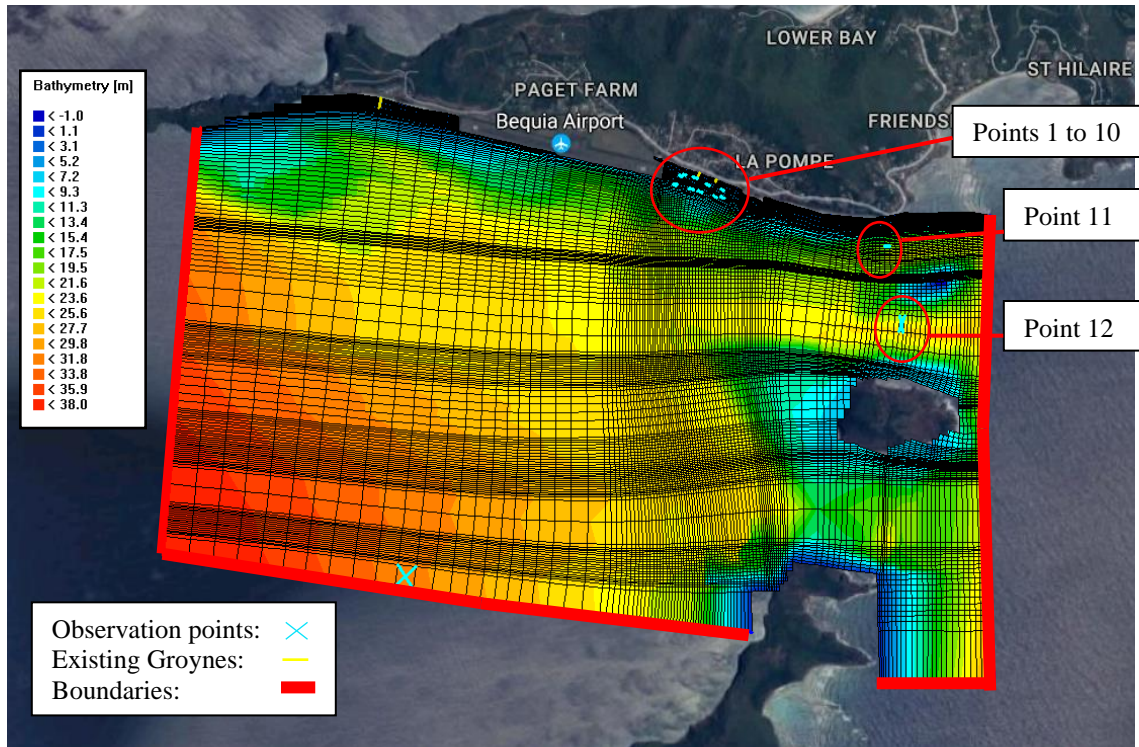 LOWER BAY
ST HILAIRE
Bathymetry [m]
< -1.0
< 1.1
< 3.1
< 5.2
< 7.2
< 9.3
< 11.3
< 13.4
< 15.4
< 17.5
< 19.5
< 21.6
< 23.6
< 25.6
< 27.7
< 29.8
< 31.8
< 33.8
< 35.9
< 38.0
PAGET FARM
Bequia Airport
FRIENDS
LA POMPE
Points 1 to 10
Point 11
Point 12
Observation points:
Existing Groynes:
Boundaries: